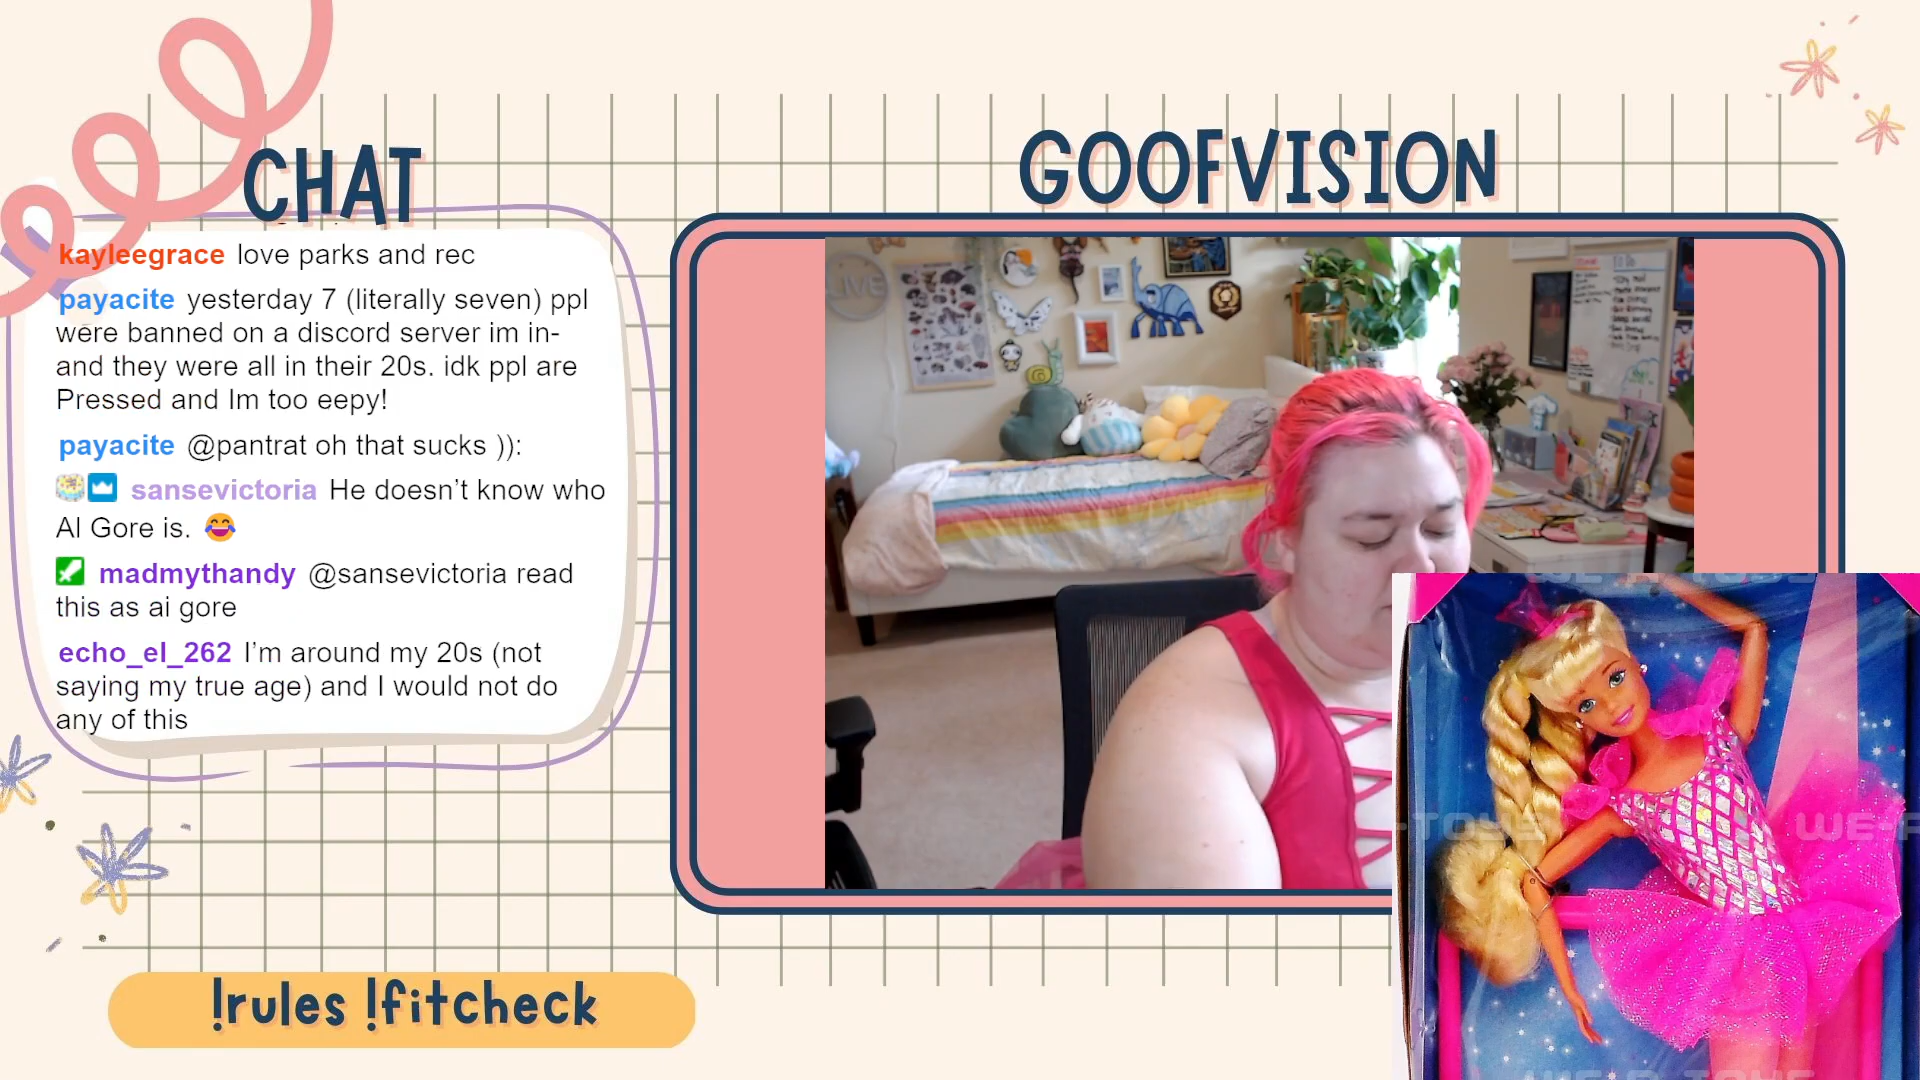 CHAT
GOOFVISION
kayleegrace love parks and rec
payacite yesterday 7 (literally seven) ppl
were banned on a discord server im in-
and they were all in their 20s. idk ppl are
Pressed and Im too eepy!
payacite @pantrat oh that sucks )):
sansevictoria He doesn’t know who
Al Gore is. 😂
madmythandy @sansevictoria read
this as ai gore
echo_el_262 I’m around my 20s (not
saying my true age) and I would not do
any of this
LIVE
!rules !fitcheck